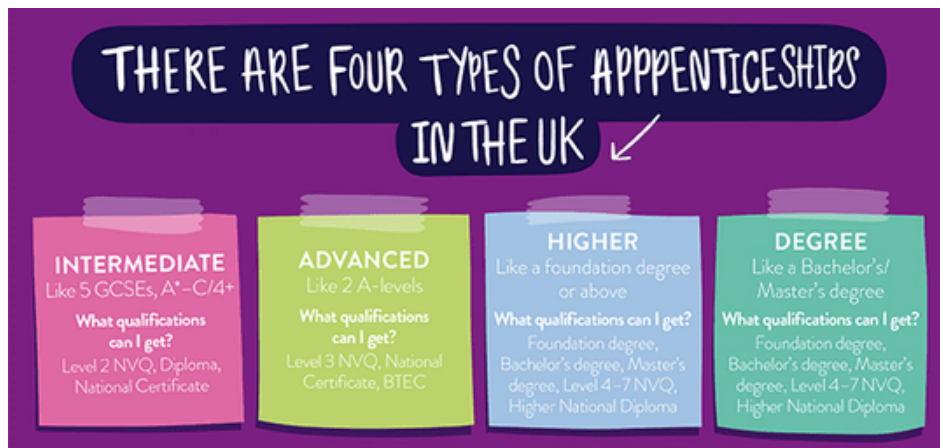 THERE ARE FOUR TYPES OF APPPENTICESHIPS
IN THE UK
INTERMEDIATE
Like 5 GCSEs, A*–C/4+
What qualifications
can I get?
Level 2 NVQ, Diploma,
National Certificate
ADVANCED
Like 2 A-levels
What qualifications
can I get?
Level 3 NVQ, National
Certificate, BTEC
HIGHER
Like a foundation degree
or above
What qualifications can I get?
Foundation degree,
Bachelor's degree, Master's
degree, Level 4–7 NVQ,
Higher National Diploma
DEGREE
Like a Bachelor's/
Master's degree
What qualifications can I get?
Foundation degree,
Bachelor's degree, Master's
degree, Level 4–7 NVQ,
Higher National Diploma